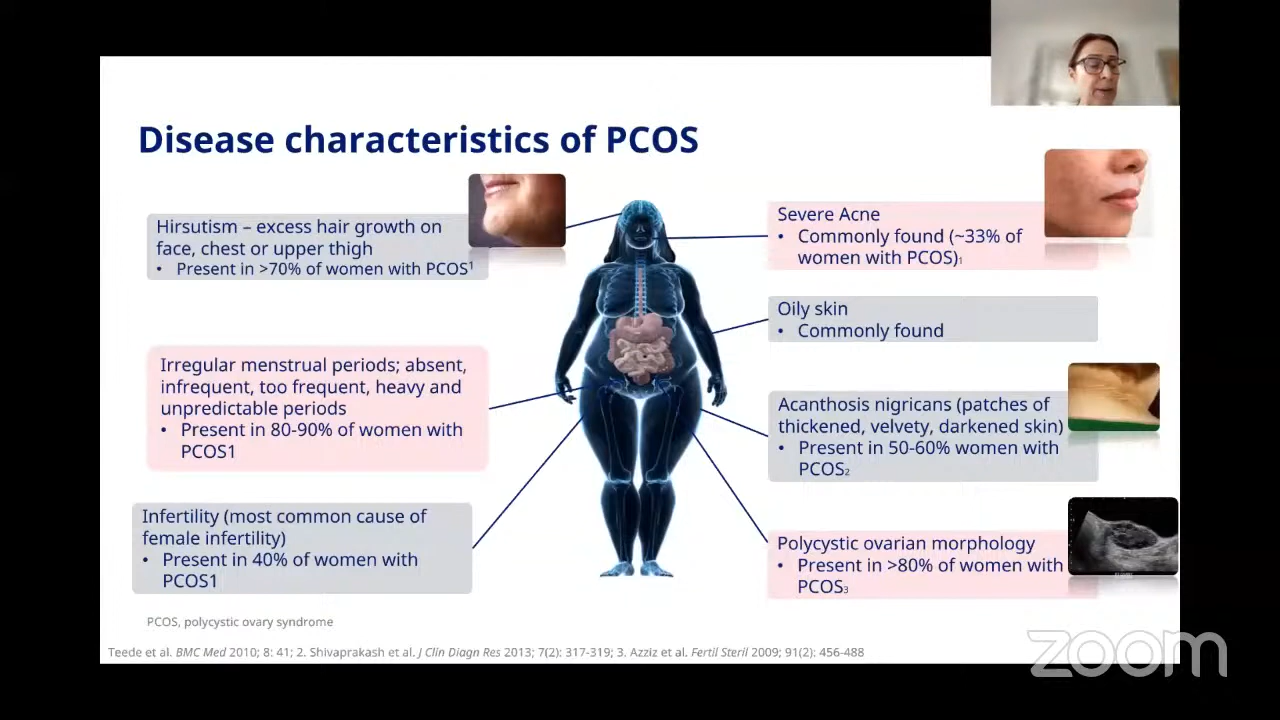 Disease characteristics of PCOS
Hirsutism – excess hair growth on
face, chest or upper thigh
• Present in >70% of women with PCOS¹
Irregular menstrual periods; absent,
infrequent, too frequent, heavy and
unpredictable periods
• Present in 80-90% of women with
PCOS1
Infertility (most common cause of
female infertility)
• Present in 40% of women with
PCOS1
Severe Acne
• Commonly found (~33% of
women with PCOS)₁
Oily skin
• Commonly found
Acanthosis nigricans (patches of
thickened, velvety, darkened skin)
• Present in 50-60% women with
PCOS₂
Polycystic ovarian morphology
• Present in >80% of women with
PCOS₃
PCOS, polycystic ovary syndrome
Teede et al. BMC Med 2010; 8: 41; 2. Shivaprakash et al. J Clin Diagn Res 2013; 7(2): 317-319; 3. Azziz et al. Fertil Steril 2009; 91(2): 456-488
zoom